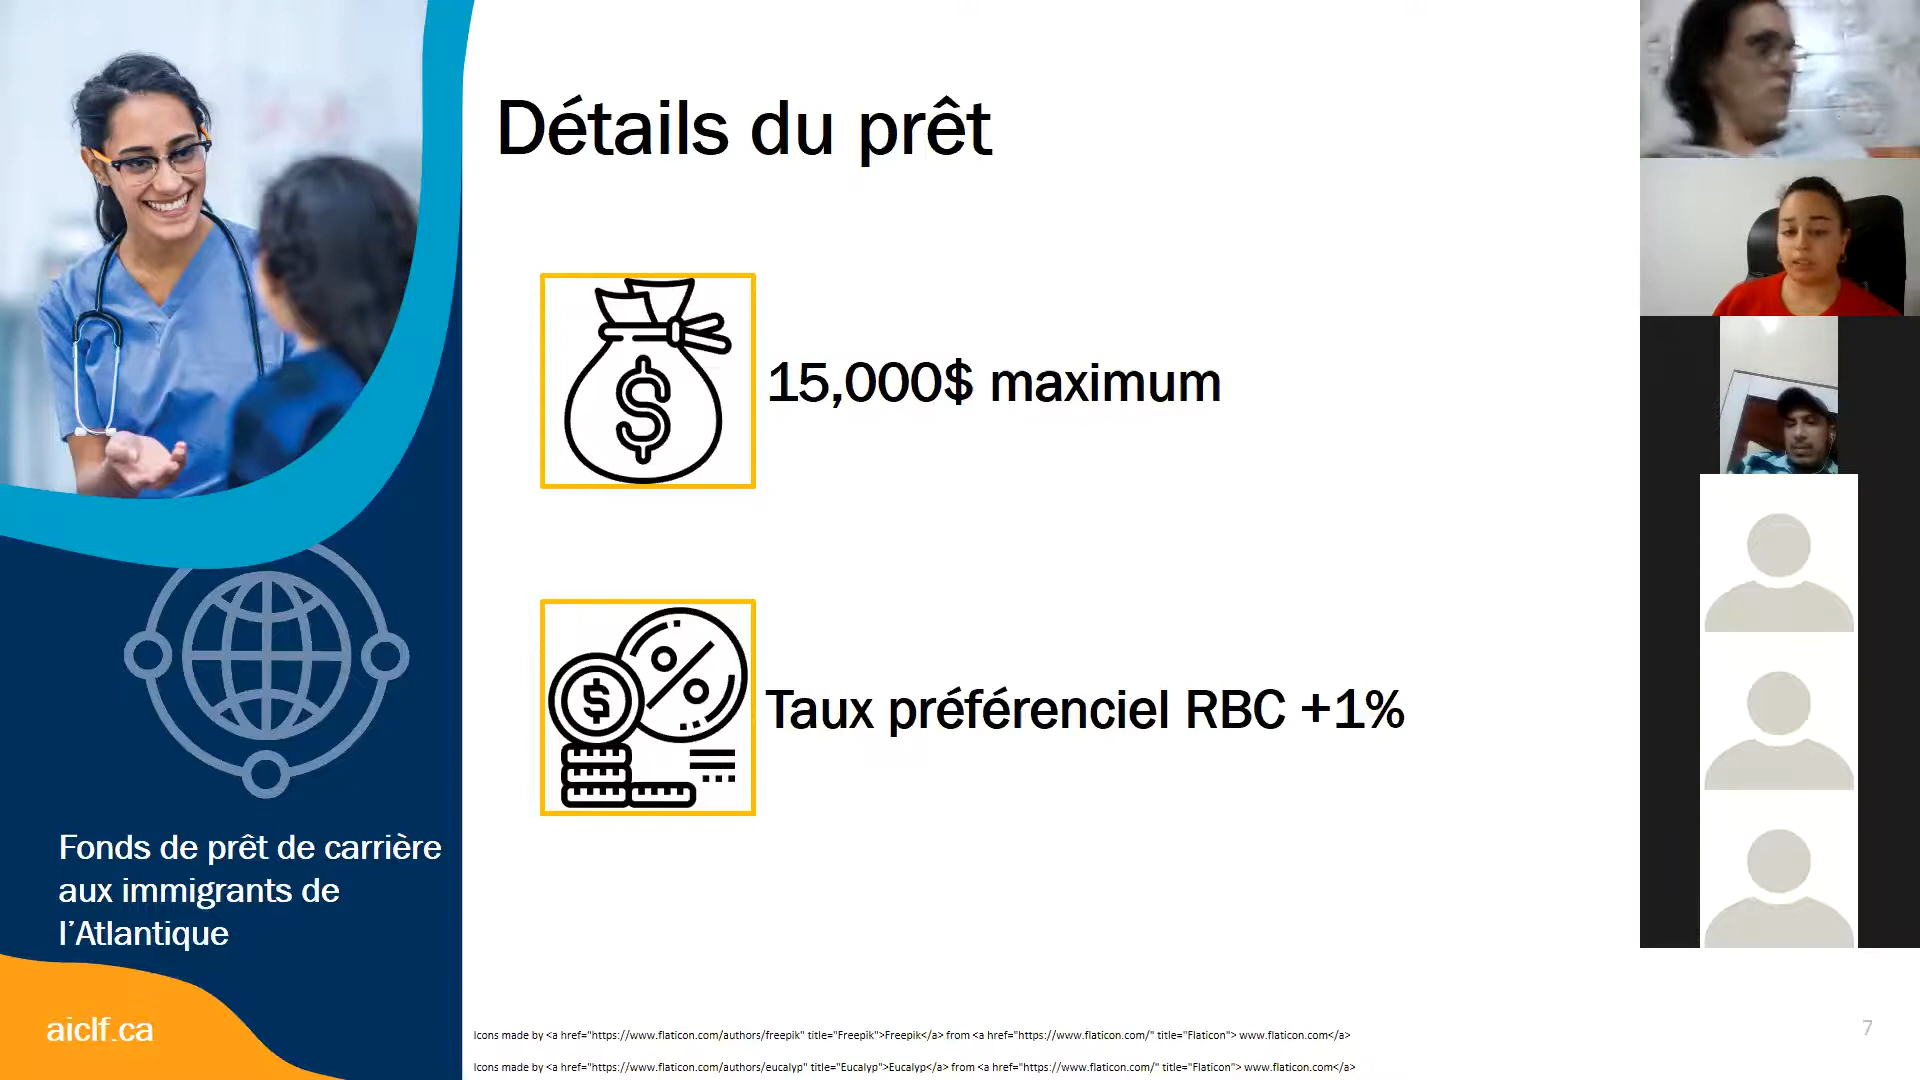 Détails du prêt
15,000$ maximum
Taux préférenciel RBC +1%
Fonds de prêt de carrière
aux immigrants de
l’Atlantique
aiclf.ca
Icons made by <a href="https://www.flaticon.com/authors/freepik" title="Freepik">Freepik</a> from <a href="https://www.flaticon.com/" title="Flaticon"> www.flaticon.com</a>
Icons made by <a href="https://www.flaticon.com/authors/eucalyp" title="Eucalyp">Eucalyp</a> from <a href="https://www.flaticon.com/" title="Flaticon"> www.flaticon.com</a>
7